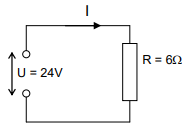 I
U = 24V
R = 6Ω